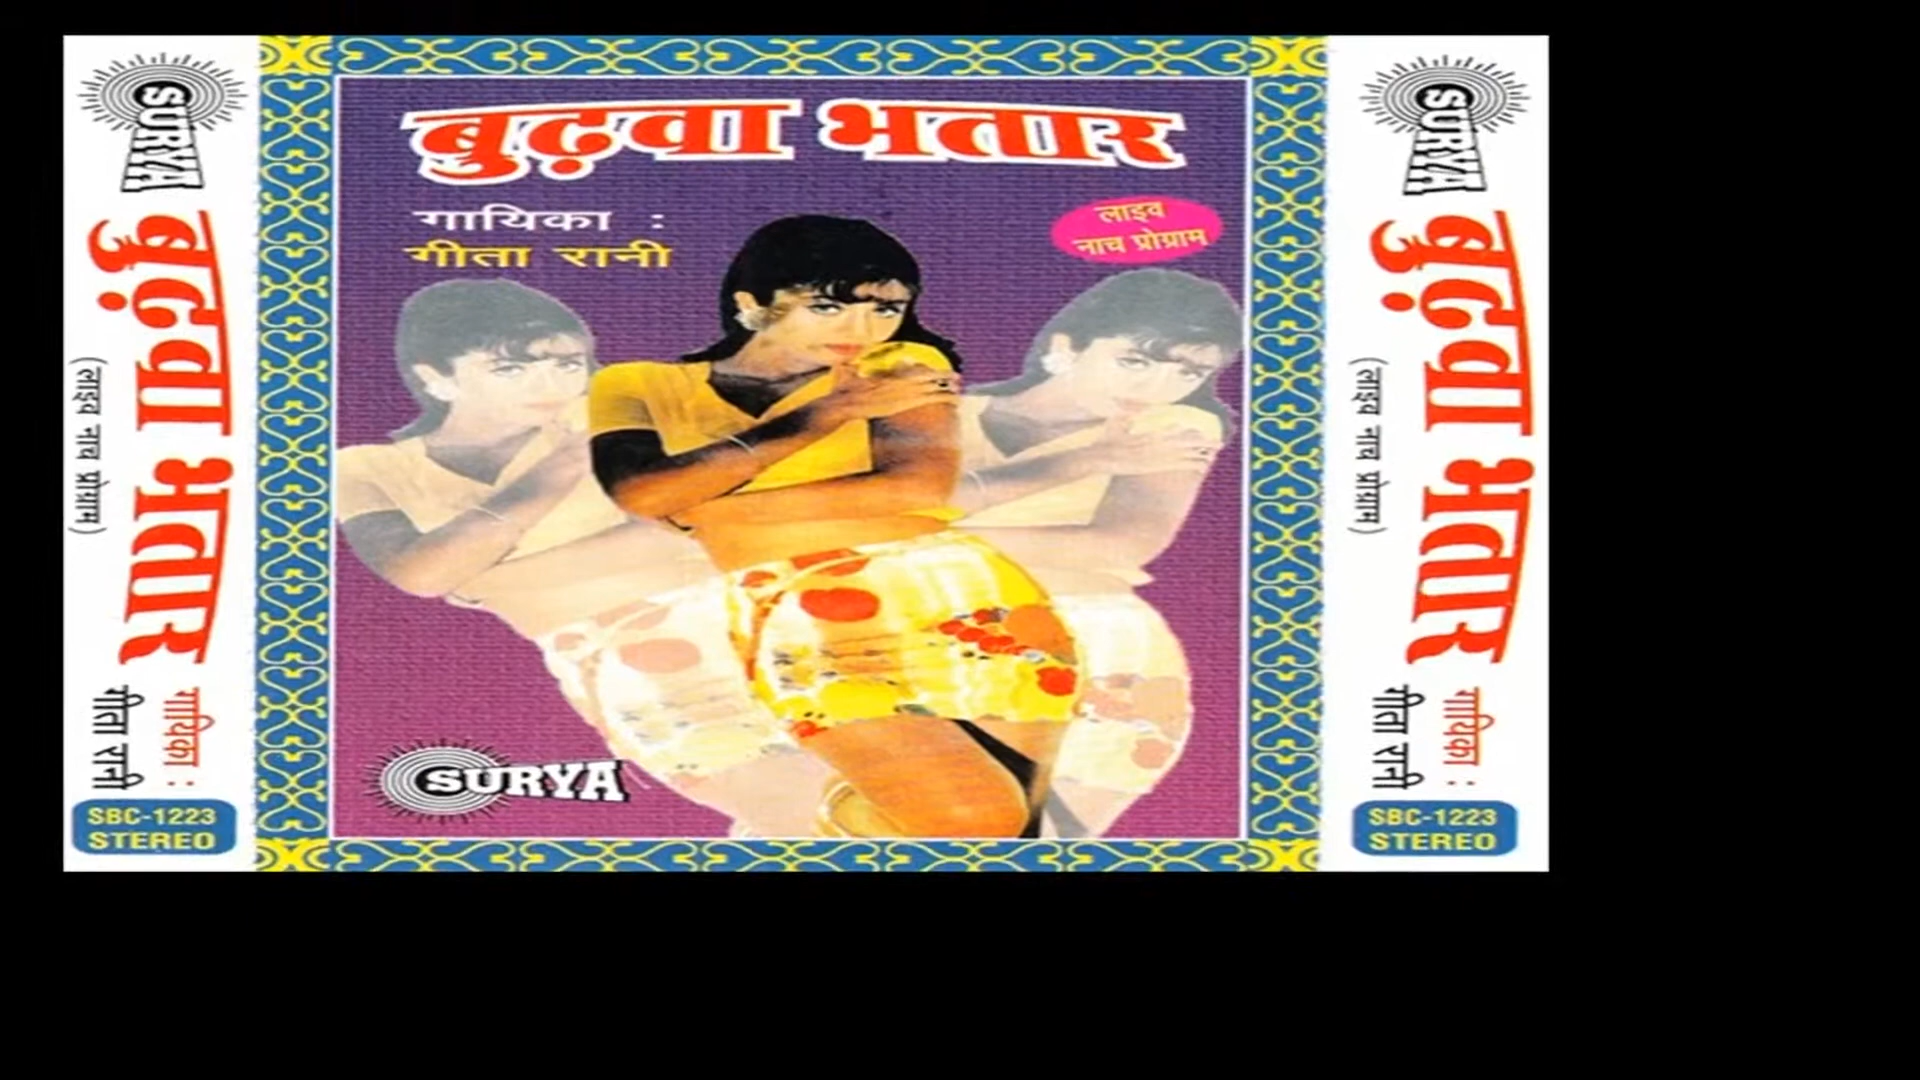 SURYA
बुढ़वा भतार
(लाइव नाच प्रोग्राम)
गायिका :
गीता रानी
SBC-1223
STEREO
बुढ़वा भतार
गायिका :
गीता रानी
लाइव
नाच प्रोग्राम
SURYA
SURYA
बुढ़वा भतार
(लाइव नाच प्रोग्राम)
गायिका :
गीता रानी
SBC-1223
STEREO